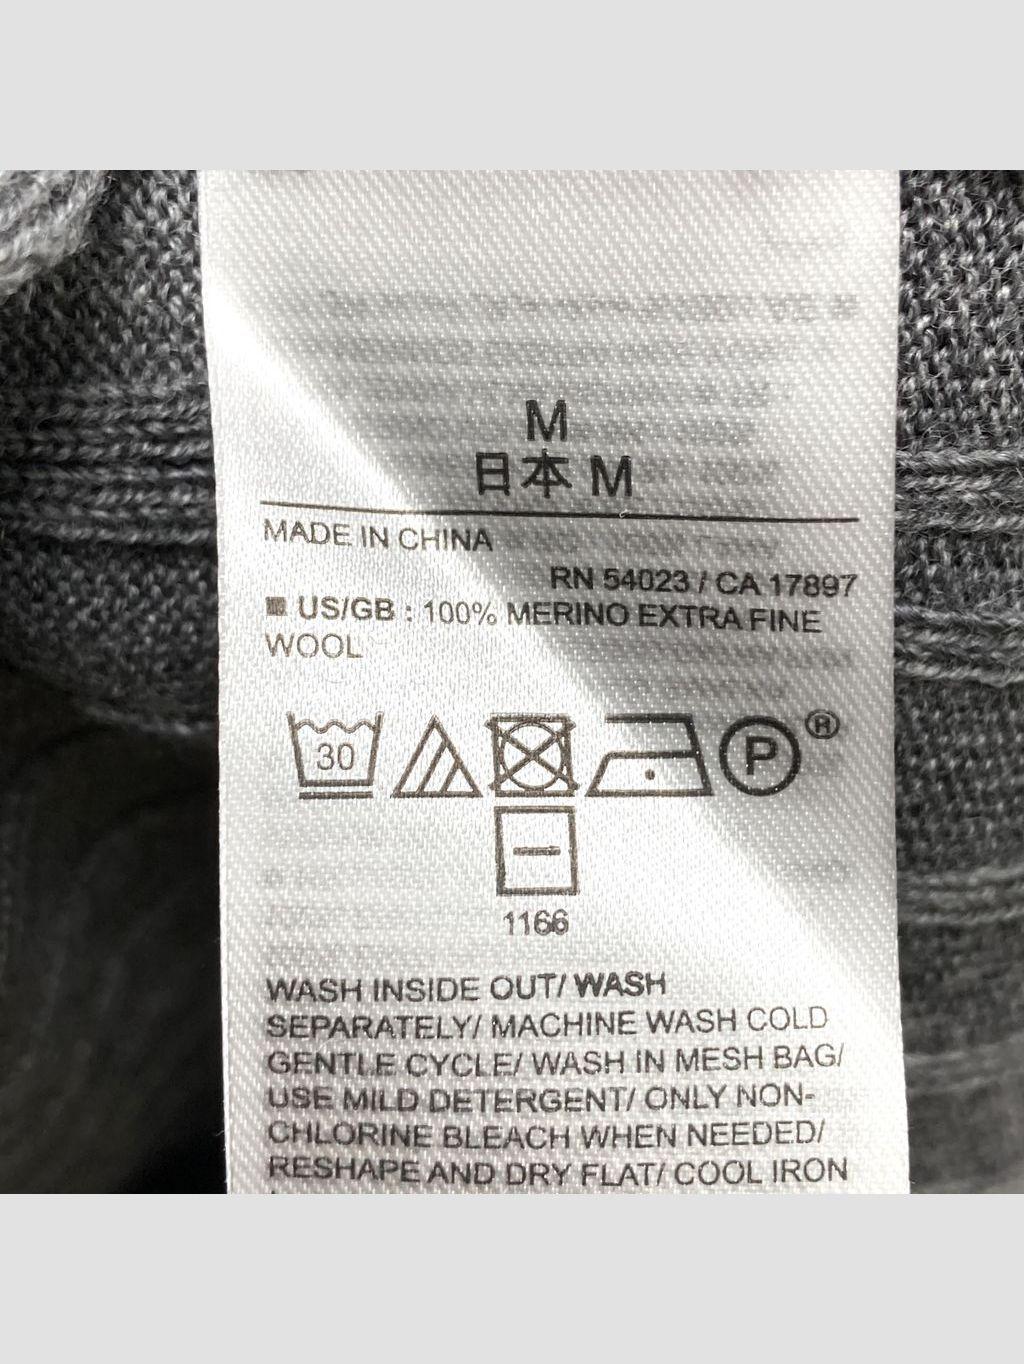 M
日本 M
MADE IN CHINA
RN 54023 / CA 17897
US/GB : 100% MERINO EXTRA FINE
WOOL
30
P ®
1166
WASH INSIDE OUT/ WASH
SEPARATELY/ MACHINE WASH COLD
GENTLE CYCLE/ WASH IN MESH BAG/
USE MILD DETERGENT/ ONLY NON-
CHLORINE BLEACH WHEN NEEDED/
RESHAPE AND DRY FLAT/ COOL IRON